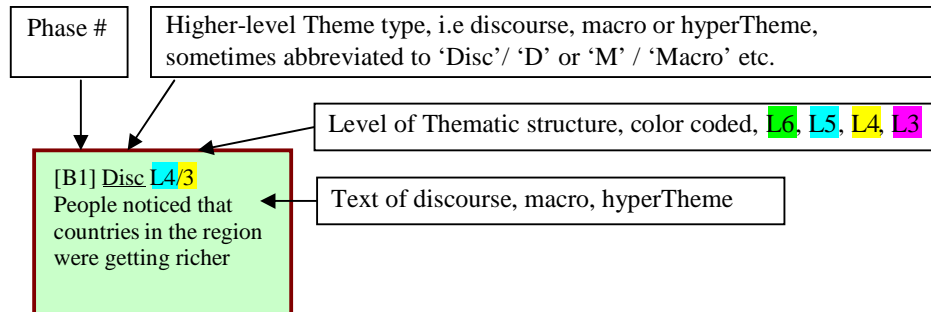 Phase #
Higher-level Theme type, i.e discourse, macro or hyperTheme,
sometimes abbreviated to ‘Disc’/ ‘D’ or ‘M’ / ‘Macro’ etc.
Level of Thematic structure, color coded, L6, L5, L4, L3
[B1] Disc L4/3
People noticed that
countries in the region
were getting richer
Text of discourse, macro, hyperTheme